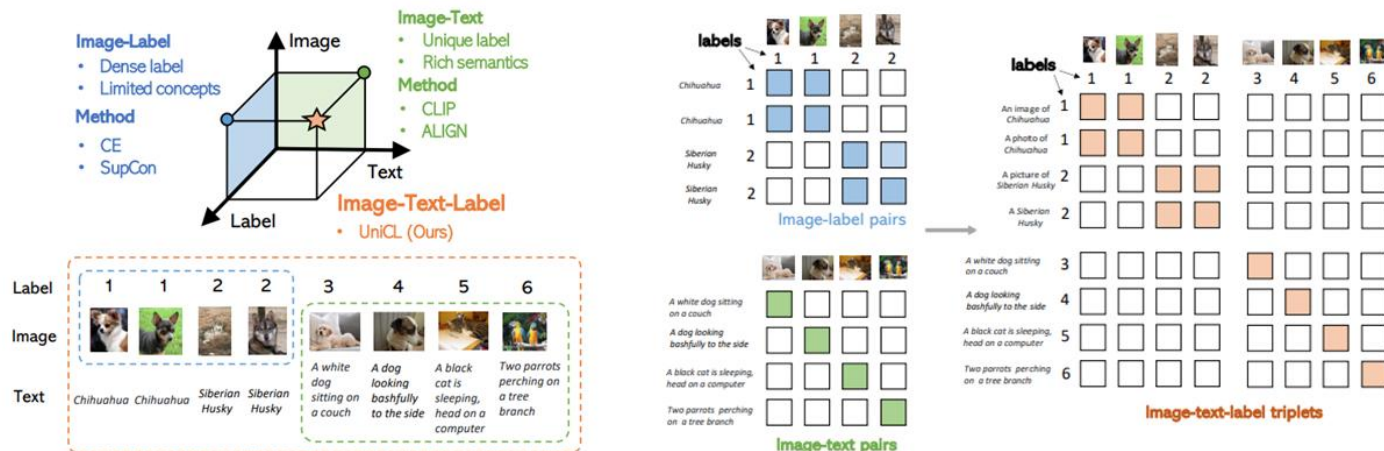 Image-Label
• Dense label
• Limited concepts
Method
• CE
• SupCon
Image
Text
Label
Image-Text
• Unique label
• Rich semantics
Method
• CLIP
• ALIGN
Image-Text-Label
• UniCL (Ours)
Label
1 1 2 2 3 4 5 6
Image
Text
Chihuahua
Chihuahua
Siberian
Husky
Siberian
Husky
A white
dog
sitting on
a couch
A dog
looking
bashfully
to the side
A black
cat is
sleeping,
head on a
computer
Two parrots
perching on
a tree
branch
labels
1 1 2 2
Chihuahua 1
Chihuahua 1
Siberian
Husky 2
Siberian
Husky 2
Image-label pairs
A white dog sitting
on a couch
A dog looking
bashfully to the side
A black cat is sleeping,
head on a computer
Two parrots perching
on a tree branch
Image-text pairs
labels
1 1 2 2 3 4 5 6
An image of
Chihuahua 1
A photo of
Chihuahua 1
A picture of
Siberian Husky 2
A Siberian
Husky 2
A white dog sitting
on a couch 3
A dog looking
bashfully to the side 4
A black cat is sleeping,
head on a computer 5
Two parrots perching
on a tree branch 6
Image-text-label triplets